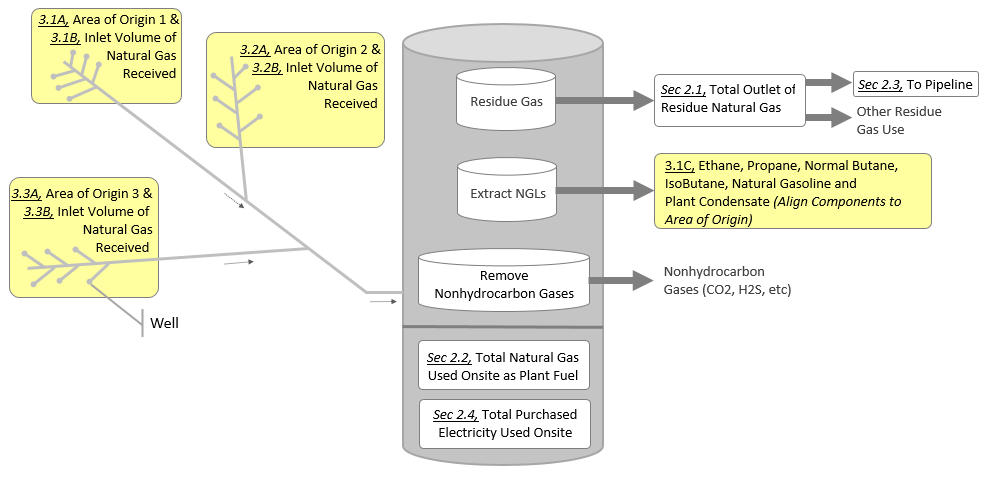 3.1A, Area of Origin 1 &
3.1B, Inlet Volume of
Natural Gas
Received
3.2A, Area of Origin 2 &
3.2B, Inlet Volume of
Natural Gas
Received
3.3A, Area of Origin 3 &
3.3B, Inlet Volume of
Natural Gas
Received
Well
Residue Gas
Extract NGLs
Remove
Nonhydrocarbon Gases
Sec 2.2, Total Natural Gas
Used Onsite as Plant Fuel
Sec 2.4, Total Purchased
Electricity Used Onsite
Sec 2.1, Total Outlet of
Residue Natural Gas
Sec 2.3, To Pipeline
Other Residue
Gas Use
3.1C, Ethane, Propane, Normal Butane,
IsoButane, Natural Gasoline and
Plant Condensate (Align Components to
Area of Origin)
Nonhydrocarbon
Gases (CO2, H2S, etc)